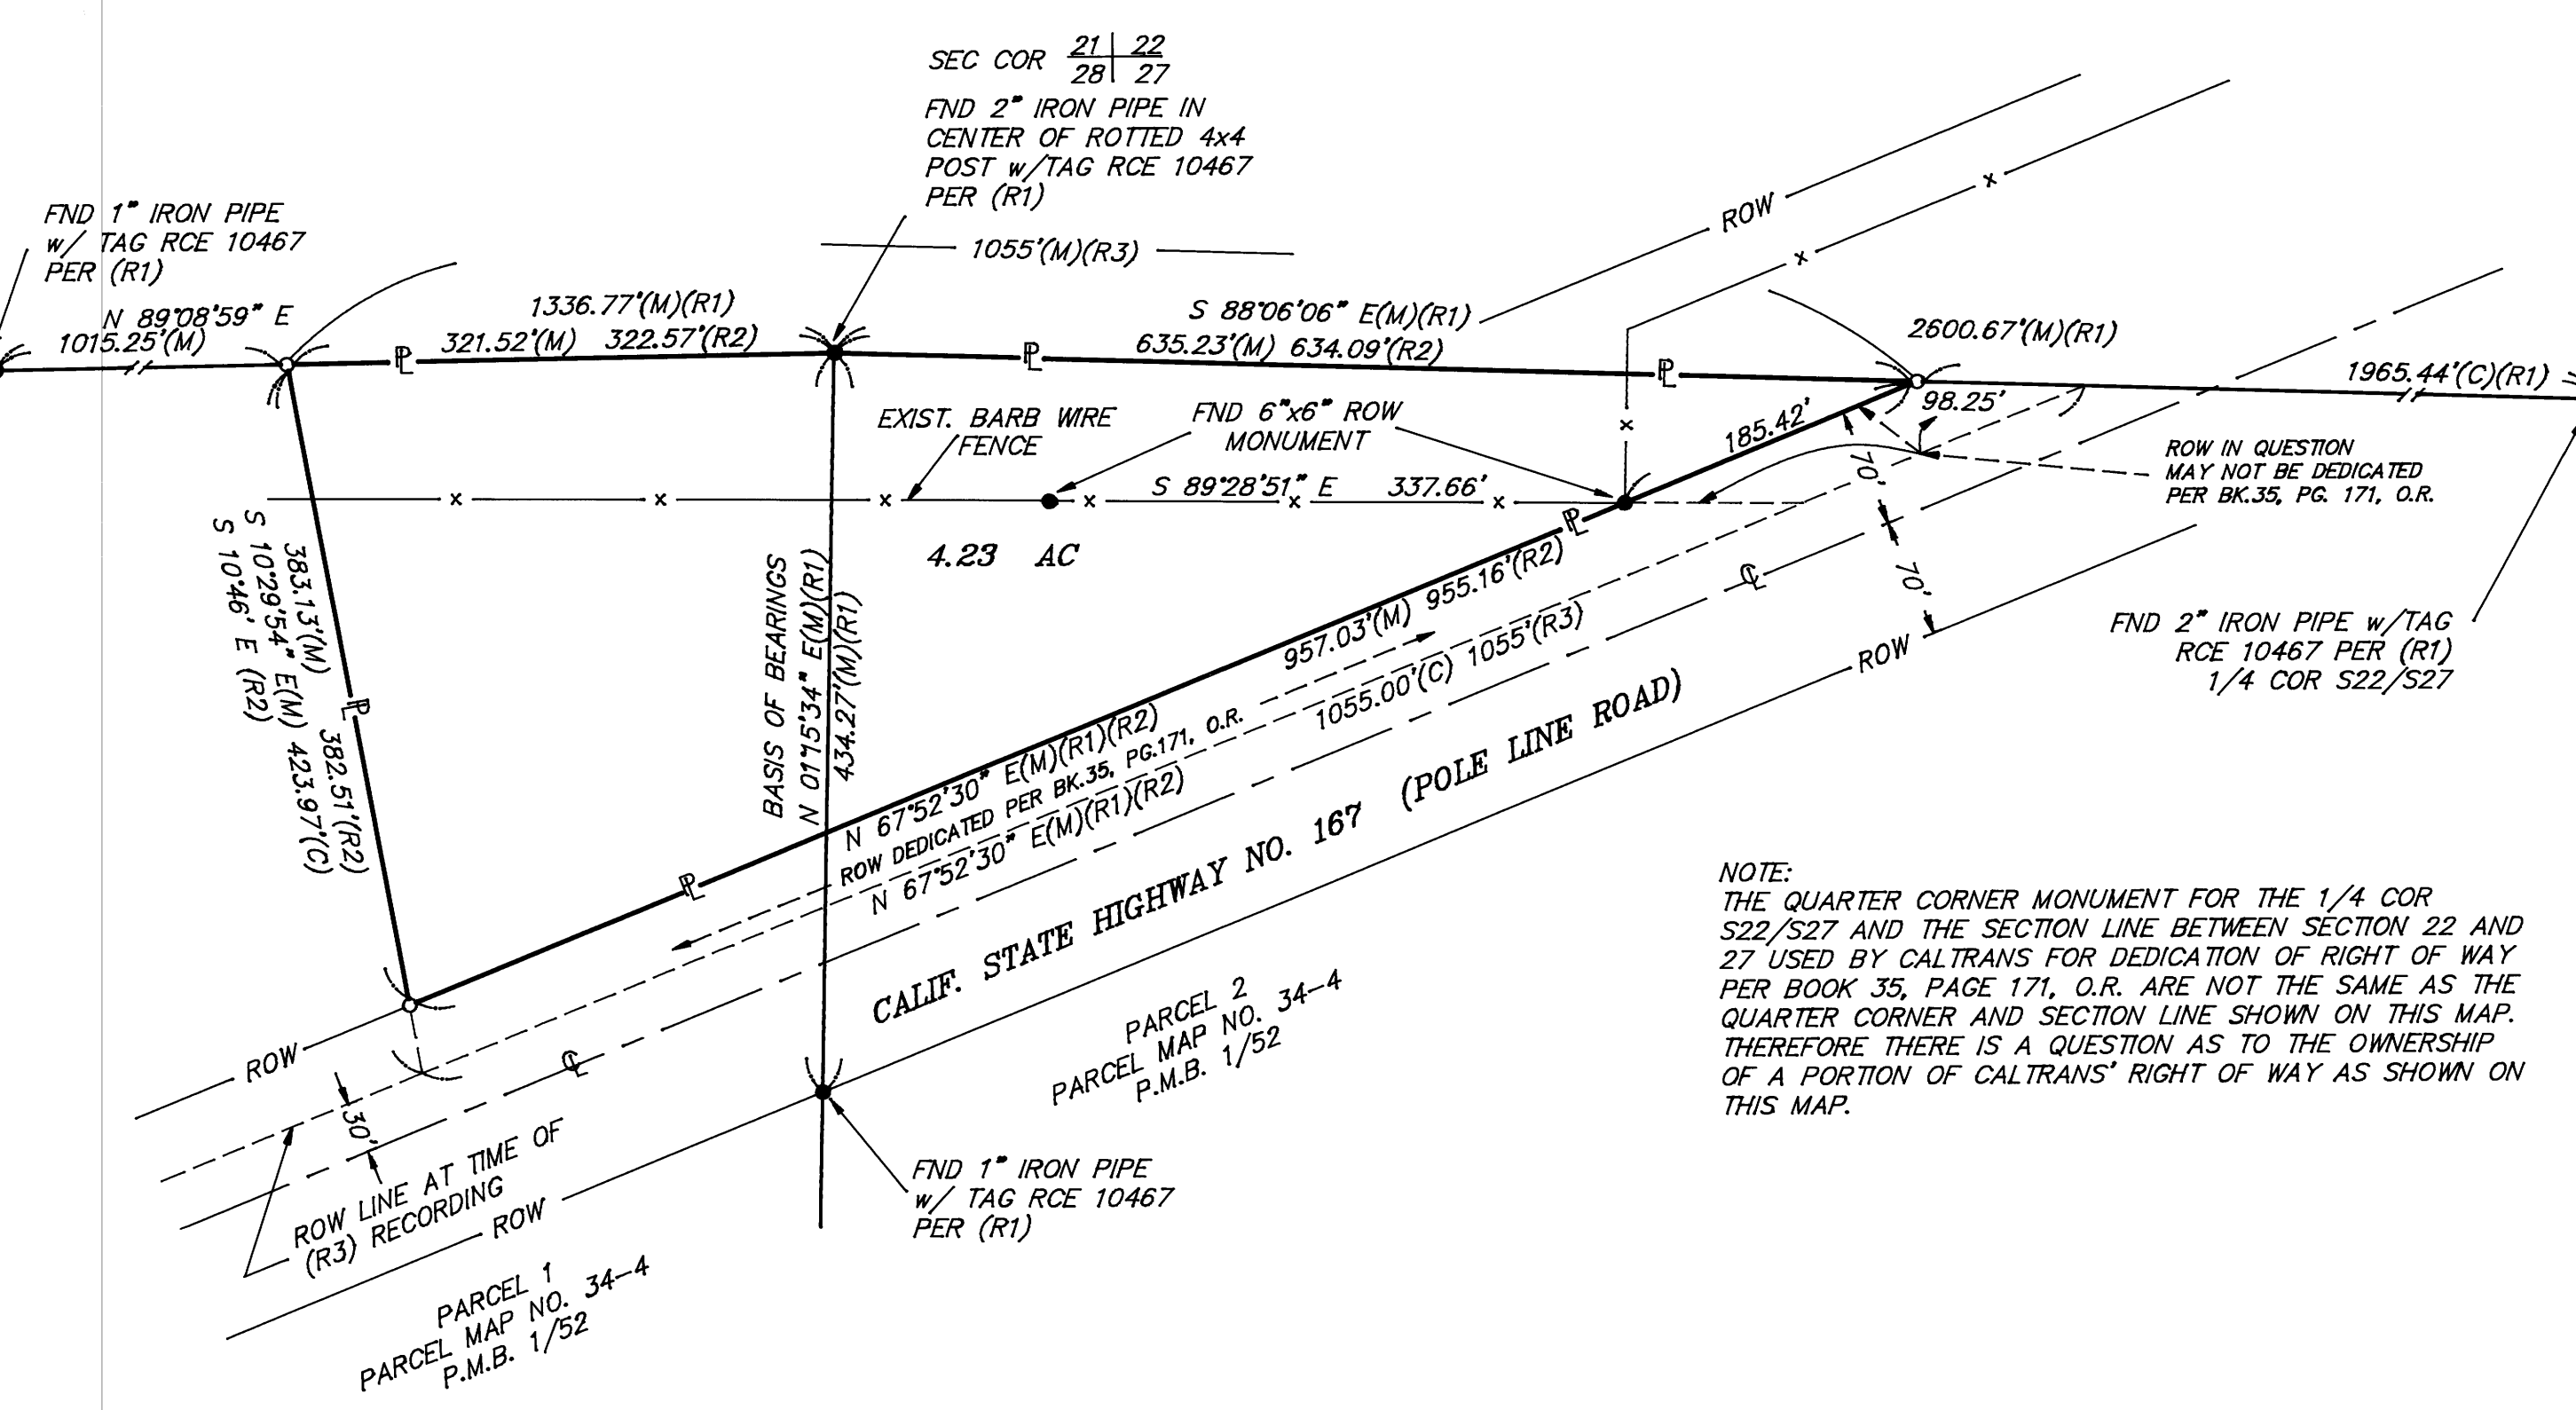 SEC COR 21 | 22
28 | 27
FND 2" IRON PIPE IN
CENTER OF ROTTED 4x4
POST w/TAG RCE 10467
PER (R1)
FND 1" IRON PIPE
w/ TAG RCE 10467
PER (R1)
1055'(M)(R3)
ROW
N 89°08'59" E
1015.25'(M)
1336.77'(M)(R1)
321.52'(M) 322.57'(R2)
S 88°06'06" E(M)(R1)
635.23'(M) 634.09'(R2)
2600.67'(M)(R1)
1965.44'(C)(R1)
PL
PL
PL
EXIST. BARB WIRE
FENCE
FND 6"x6" ROW
MONUMENT
185.42'
98.25'
ROW IN QUESTION
MAY NOT BE DEDICATED
PER BK.35, PG. 171, O.R.
x
x
x
x
x
x
x
x
x
S 89°28'51" E 337.66'
70'
70'
4.23 AC
PL
383.13'(M) 382.51'(R2)
S 10°29'54" E(M) 423.97'(C)
S 10°46' E (R2)
PL
BASIS OF BEARINGS
N 01°15'34" E(M)(R1)
434.27'(M)(R1)
957.03'(M) 955.16'(R2)
N 67°52'30" E(M)(R1)(R2)
ROW DEDICATED PER BK.35, PG.171, O.R.
1055.00'(C) 1055'(R3)
N 67°52'30" E(M)(R1)(R2)
PL
CL
CALIF. STATE HIGHWAY NO. 167 (POLE LINE ROAD)
ROW
FND 2" IRON PIPE w/TAG
RCE 10467 PER (R1)
1/4 COR S22/S27
NOTE:
THE QUARTER CORNER MONUMENT FOR THE 1/4 COR
S22/S27 AND THE SECTION LINE BETWEEN SECTION 22 AND
27 USED BY CALTRANS FOR DEDICATION OF RIGHT OF WAY
PER BOOK 35, PAGE 171, O.R. ARE NOT THE SAME AS THE
QUARTER CORNER AND SECTION LINE SHOWN ON THIS MAP.
THEREFORE THERE IS A QUESTION AS TO THE OWNERSHIP
OF A PORTION OF CALTRANS' RIGHT OF WAY AS SHOWN ON
THIS MAP.
PARCEL 2
PARCEL MAP NO. 34-4
P.M.B. 1/52
ROW
CL
30'
ROW LINE AT TIME OF
(R3) RECORDING
ROW
FND 1" IRON PIPE
w/ TAG RCE 10467
PER (R1)
PARCEL 1
PARCEL MAP NO. 34-4
P.M.B. 1/52